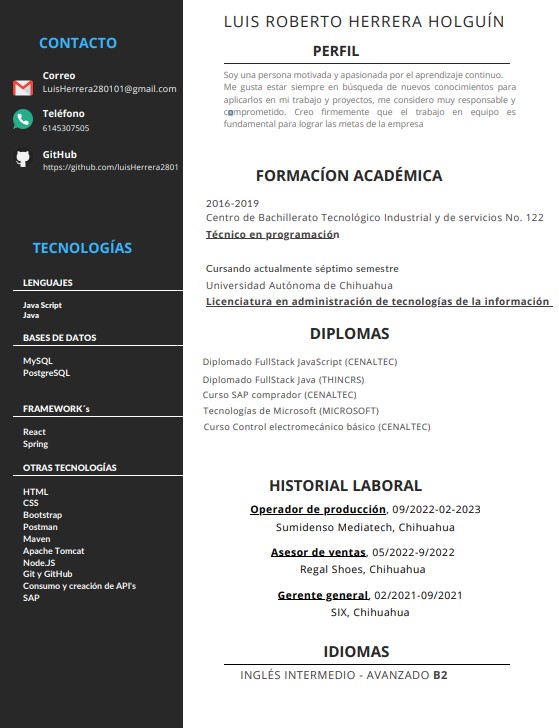 CONTACTO
Correo
LuisHerrera280101@gmail.com
Teléfono
6145307505
GitHub
https://github.com/luisHerrera2801
TECNOLOGÍAS
LENGUAJES
Java Script
Java
BASES DE DATOS
MySQL
PostgreSQL
FRAMEWORK´s
React
Spring
OTRAS TECNOLOGÍAS
HTML
CSS
Bootstrap
Postman
Maven
Apache Tomcat
Node.JS
Git y GitHub
Consumo y creación de API's
SAP
LUIS ROBERTO HERRERA HOLGUÍN
PERFIL
Soy una persona motivada y apasionada por el aprendizaje continuo.
Me gusta estar siempre en búsqueda de nuevos conocimientos para
aplicarlos en mi trabajo y proyectos, me considero muy responsable y
comprometido. Creo firmemente que el trabajo en equipo es
fundamental para lograr las metas de la empresa
FORMACÍON ACADÉMICA
2016-2019
Centro de Bachillerato Tecnológico Industrial y de servicios No. 122
Técnico en programación
Cursando actualmente séptimo semestre
Universidad Autónoma de Chihuahua
Licenciatura en administración de tecnologías de la información
DIPLOMAS
Diplomado FullStack JavaScript (CENALTEC)
Diplomado FullStack Java (THINCRS)
Curso SAP comprador (CENALTEC)
Tecnologías de Microsoft (MICROSOFT)
Curso Control electromecánico básico (CENALTEC)
HISTORIAL LABORAL
Operador de producción, 09/2022-02-2023
Sumidenso Mediatech, Chihuahua
Asesor de ventas, 05/2022-9/2022
Regal Shoes, Chihuahua
Gerente general, 02/2021-09/2021
SIX, Chihuahua
IDIOMAS
INGLÉS INTERMEDIO - AVANZADO B2